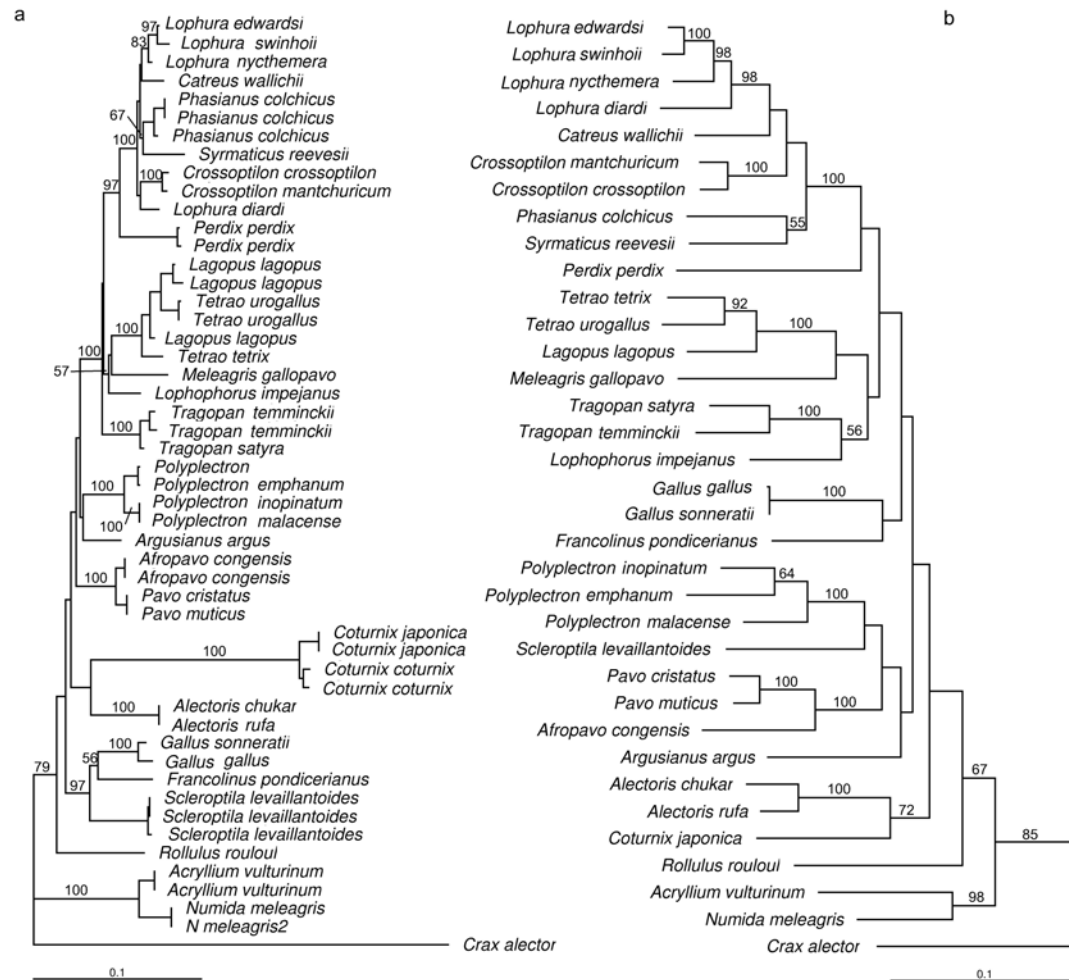 a
97
Lophura edwardsi
83
Lophura swinhoii
Lophura nycthemera
Catreus wallichii
Phasianus colchicus
67
Phasianus colchicus
100
Phasianus colchicus
Syrmaticus reevesii
100
Crossoptilon crossoptilon
97
Crossoptilon mantchuricum
Lophura diardi
Perdix perdix
Perdix perdix
Lagopus lagopus
Lagopus lagopus
Tetrao urogallus
100
Tetrao urogallus
Lagopus lagopus
100
Tetrao tetrix
57
Meleagris gallopavo
Lophophorus impejanus
Tragopan temminckii
100
Tragopan temminckii
Tragopan satyra
Polyplectron
100
Polyplectron emphanum
Polyplectron inopinatum
100
Polyplectron malacense
Argusianus argus
Afropavo congensis
100
Afropavo congensis
Pavo cristatus
Pavo muticus
Coturnix japonica
100
Coturnix japonica
Coturnix coturnix
Coturnix coturnix
100
Alectoris chukar
Alectoris rufa
100
Gallus sonneratii
56
Gallus gallus
79
Francolinus pondicerianus
97
Scleroptila levaillantoides
Scleroptila levaillantoides
Scleroptila levaillantoides
Rollulus rouloul
Acryllium vulturinum
100
Acryllium vulturinum
Numida meleagris
N meleagris2
Crax alector
0.1
b
Lophura edwardsi
100
Lophura swinhoii
98
Lophura nycthemera
98
Lophura diardi
Catreus wallichii
Crossoptilon mantchuricum
100
Crossoptilon crossoptilon
100
Phasianus colchicus
55
Syrmaticus reevesii
Perdix perdix
Tetrao tetrix
92
Tetrao urogallus
100
Lagopus lagopus
Meleagris gallopavo
Tragopan satyra
100
Tragopan temminckii
56
Lophophorus impejanus
Gallus gallus
100
Gallus sonneratii
Francolinus pondicerianus
Polyplectron inopinatum
64
Polyplectron emphanum
100
Polyplectron malacense
Scleroptila levaillantoides
Pavo cristatus
100
Pavo muticus
100
Afropavo congensis
Argusianus argus
Alectoris chukar
67
100
Alectoris rufa
72
Coturnix japonica
85
Rollulus rouloul
Acryllium vulturinum
98
Numida meleagris
Crax alector
0.1